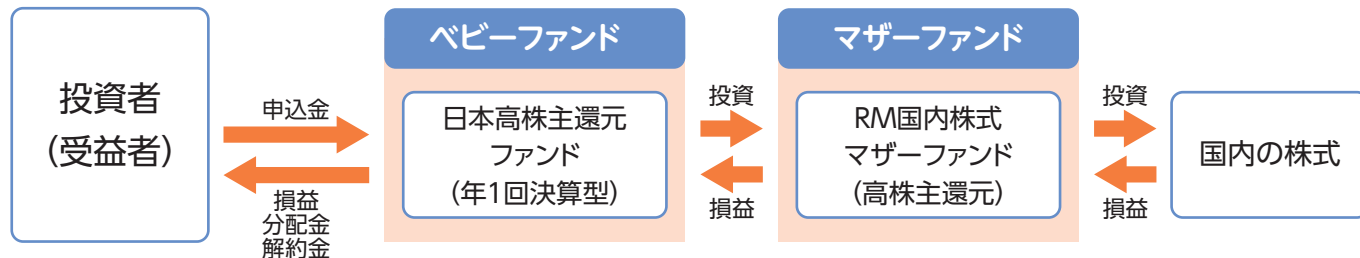 ベビーファンド
マザーファンド
投資者
(受益者)
申込金
損益
分配金
解約金
日本高株主還元
ファンド
(年1回決算型)
投資
損益
RM国内株式
マザーファンド
(高株主還元)
投資
損益
国内の株式